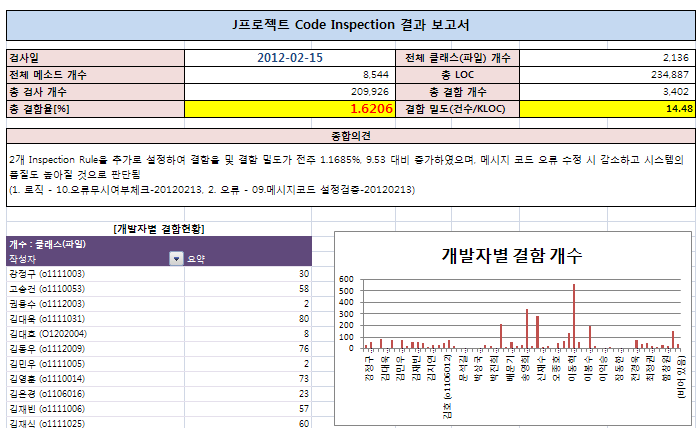 J프로젝트 Code Inspection 결과 보고서
검사일 2012-02-15 전체 클래스(파일) 개수 2,136
전체 메소드 개수 8,544 총 LOC 234,887
총 검사 개수 209,926 총 결함 개수 3,402
총 결함율[%] 1.6206 결함 밀도(건수/KLOC) 14.48
종합의견
2개 Inspection Rule을 추가로 설정하여 결함율 및 결함 밀도가 전주 1.1685%, 9.53 대비 증가하였으며, 메시지 코드 오류 수정 시 감소하고 시스템의
품질도 높아질 것으로 판단됨
(1. 로직 - 10.오류무시여부체크-20120213, 2. 오류 - 09.메시지코드 설정검증-20120213)
[개발자별 결함현황]
개수 : 클래스(파일)
작성자 요약
강정구 (o1111003) 30
고승건 (o1110053) 58
권용수 (o1112003) 2
김대욱 (o1111031) 80
김대호 (O1202004) 8
김동우 (o1112009) 76
김민우 (o1111005) 2
김영훈 (o1110014) 73
김은경 (o1106016) 23
김재빈 (o1111006) 57
김재식 (o1111025) 60
개발자별 결함 개수
600
500
400
300
200
100
0
강정구
김대욱
김민우
김재빈
김지연
김호 (o1106012)
문석길
박상국
박진희
배문기
송영희
신재수
오종호
이동혁
이봉수
이익승
장동현
전경욱
최정권
함창권
(비어 있음)